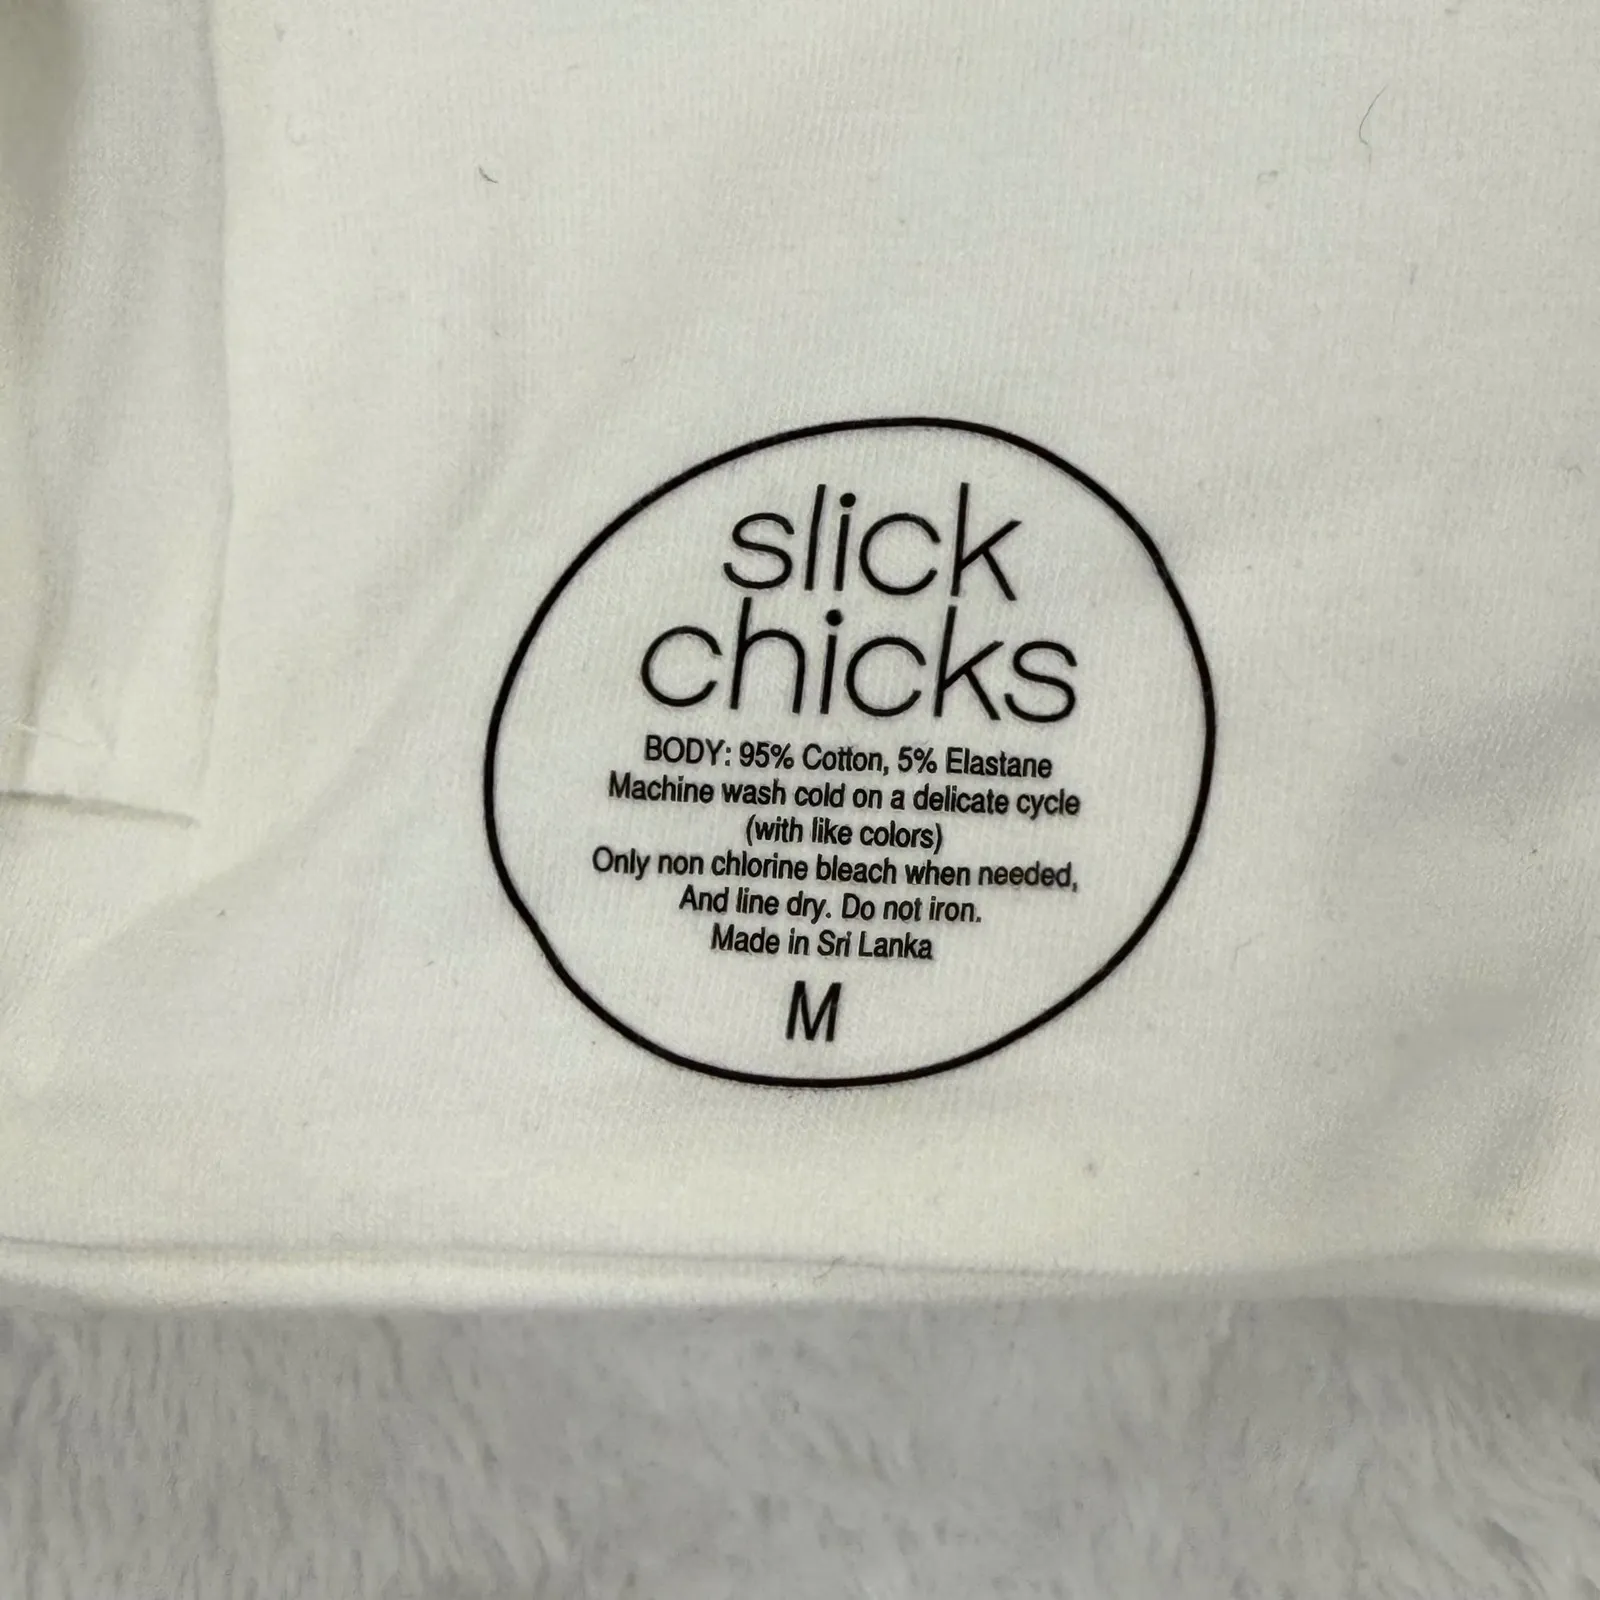 slick
chicks
BODY: 95% Cotton, 5% Elastane
Machine wash cold on a delicate cycle
(with like colors)
Only non chlorine bleach when needed,
And line dry. Do not iron.
Made in Sri Lanka
M